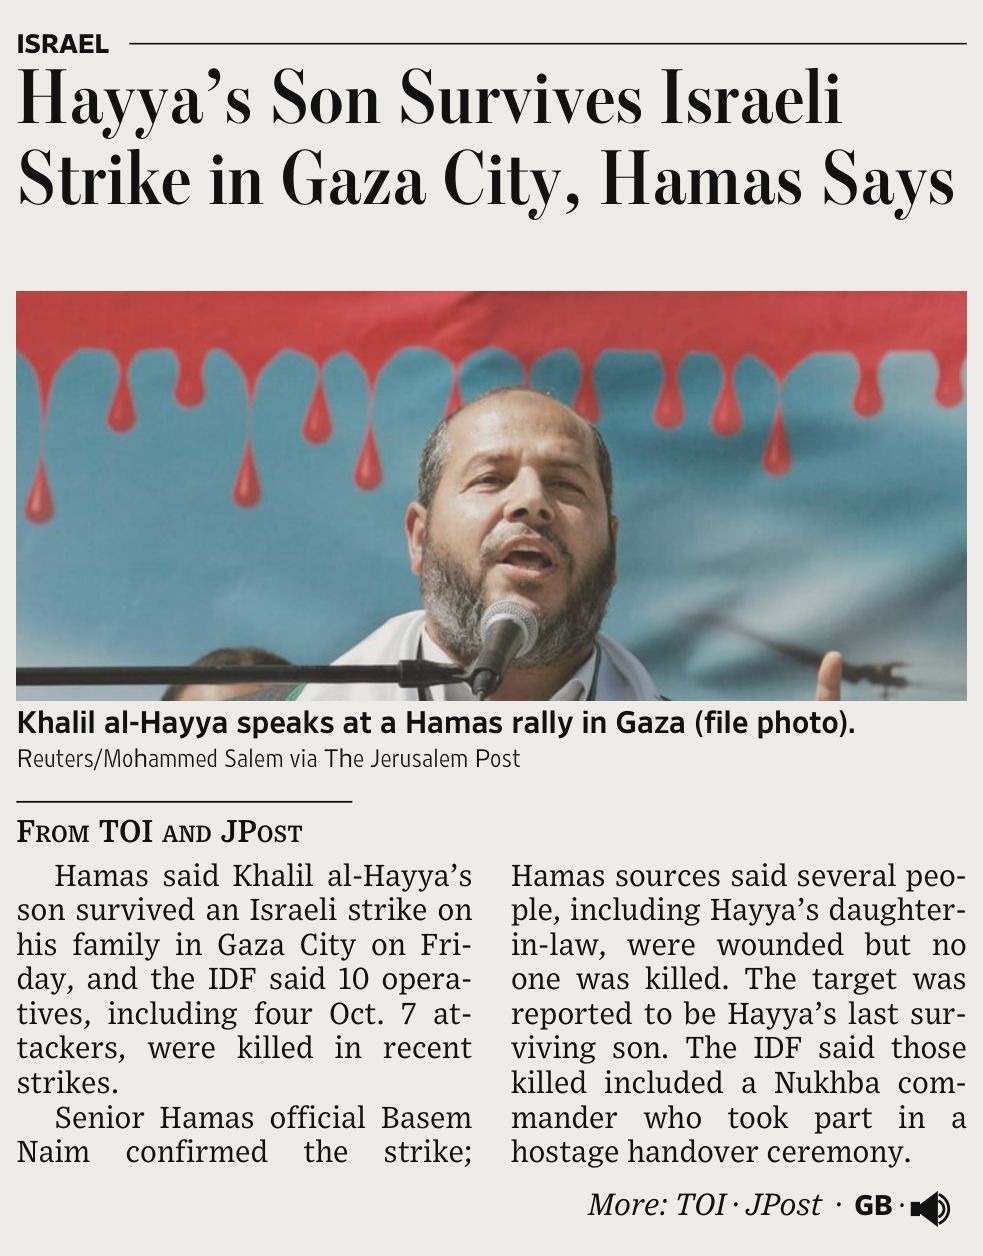 ISRAEL
Hayya’s Son Survives Israeli
Strike in Gaza City, Hamas Says
Khalil al-Hayya speaks at a Hamas rally in Gaza (file photo).
Reuters/Mohammed Salem via The Jerusalem Post
From TOI and JPost
Hamas said Khalil al-Hayya’s
son survived an Israeli strike on
his family in Gaza City on Fri-
day, and the IDF said 10 opera-
tives, including four Oct. 7 at-
tackers, were killed in recent
strikes.
Senior Hamas official Basem
Naim confirmed the strike;
Hamas sources said several peo-
ple, including Hayya’s daughter-
in-law, were wounded but no
one was killed. The target was
reported to be Hayya’s last sur-
viving son. The IDF said those
killed included a Nukhba com-
mander who took part in a
hostage handover ceremony.
More: TOI · JPost · GB ·